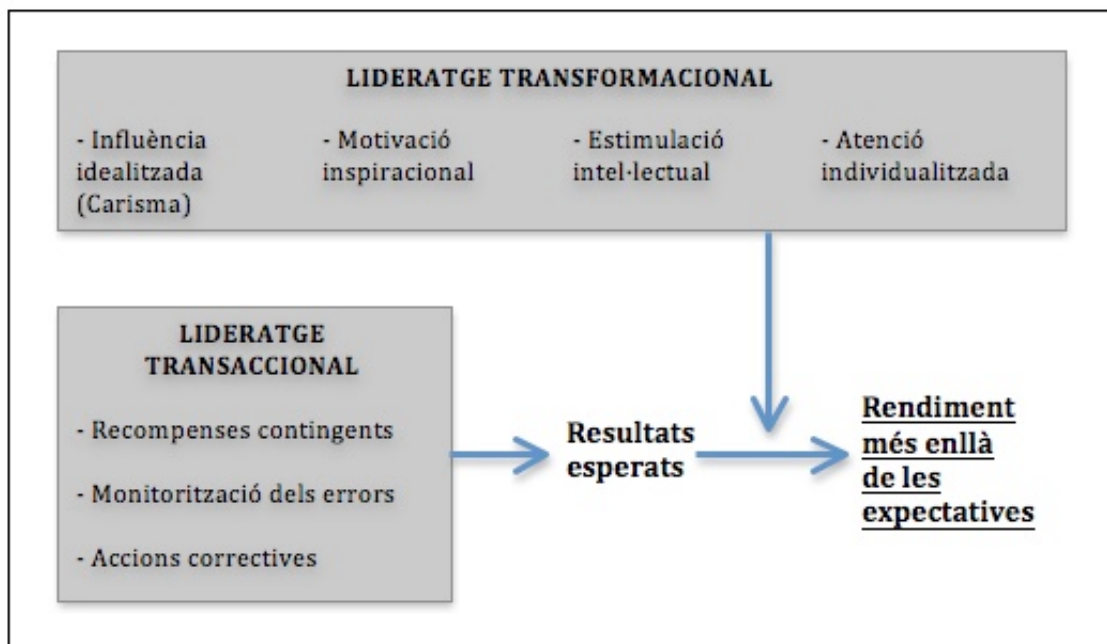 LIDERATGE TRANSFORMACIONAL
- Influència
idealitzada
(Carisma)
- Motivació
inspiracional
- Estimulació
intel·lectual
- Atenció
individualitzada
LIDERATGE
TRANSACCIONAL
- Recompenses contingents
- Monitorització dels errors
- Accions correctives
Resultats
esperats
Rendiment
més enllà
de les
expectatives